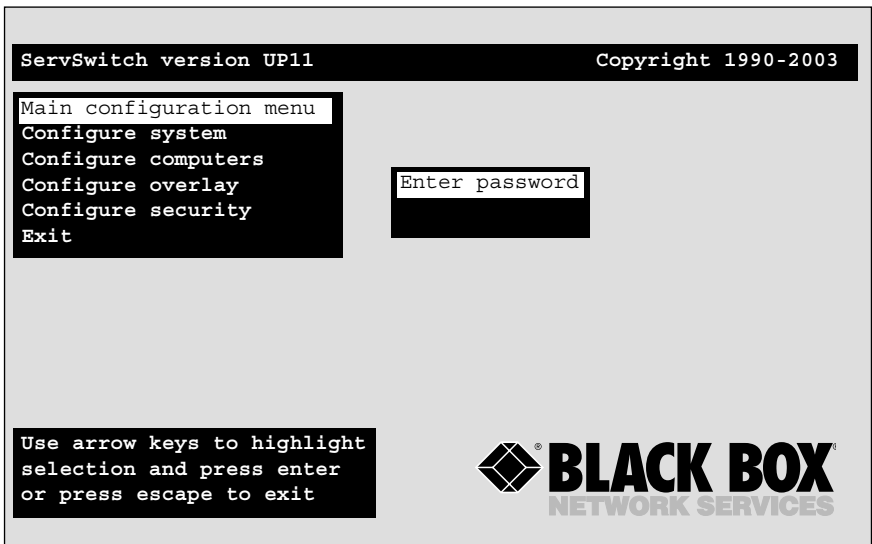 ServSwitch version UP11 Copyright 1990-2003
Main configuration menu
Configure system
Configure computers
Configure overlay
Configure security
Exit
Enter password
Use arrow keys to highlight
selection and press enter
or press escape to exit
® BLACK BOX®
NETWORK SERVICES